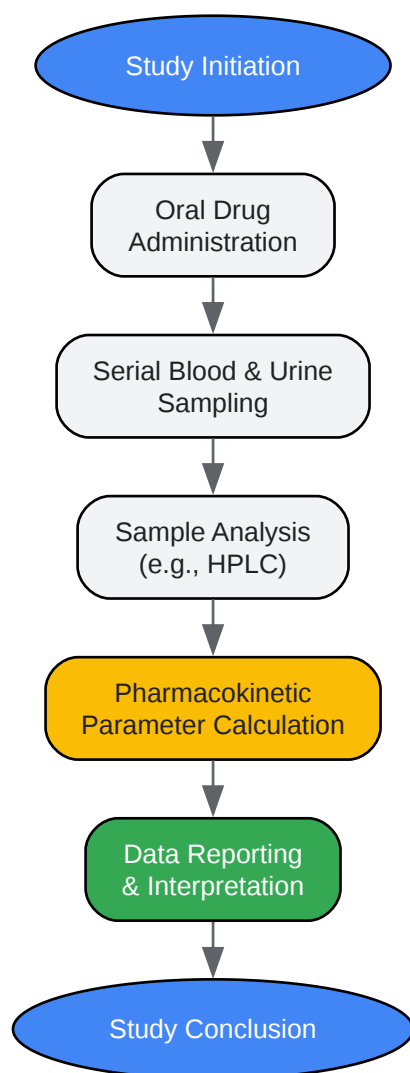 Study Initiation
Oral Drug
Administration
Serial Blood & Urine
Sampling
Sample Analysis
(e.g., HPLC)
Pharmacokinetic
Parameter Calculation
Data Reporting
& Interpretation
Study Conclusion